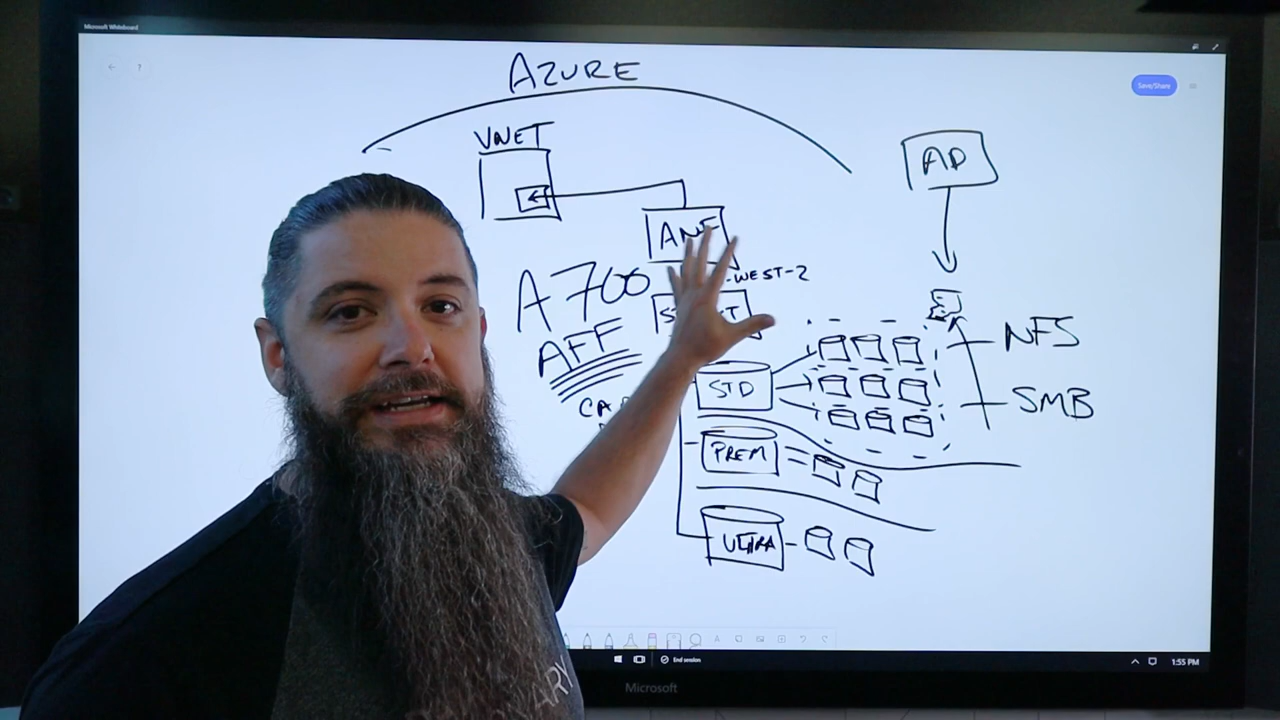 Microsoft Whiteboard
AZURE
Save/Share
VNET
AD
ANF
WEST-2
A700
AFF
NFS
STD
SMB
PREM
ULTRA
End session
1:55 PM
Microsoft